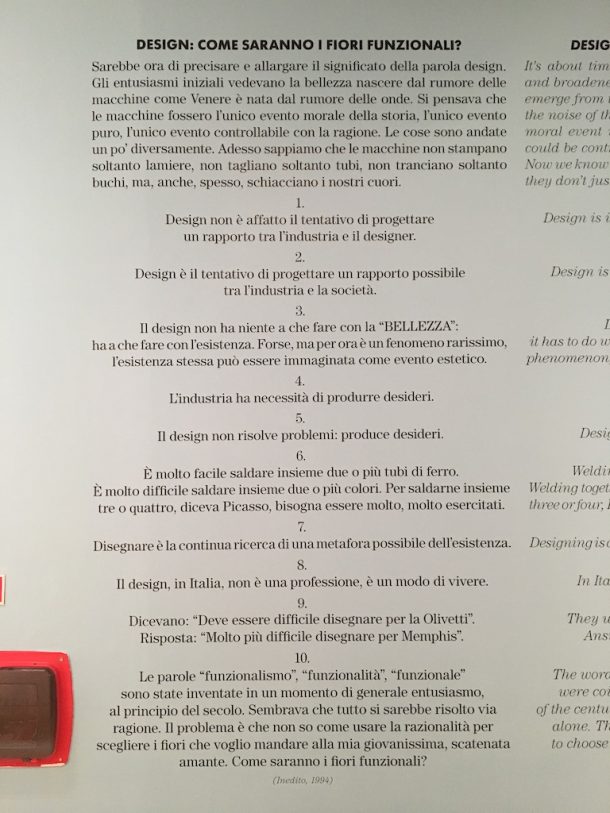 DESIGN: COME SARANNO I FIORI FUNZIONALI?
Sarebbe ora di precisare e allargare il significato della parola design.
Gli entusiasmi iniziali vedevano la bellezza nascere dal rumore delle
macchine come Venere è nata dal rumore delle onde. Si pensava che
le macchine fossero l'unico evento morale della storia, l'unico evento
puro, l'unico evento controllabile con la ragione. Le cose sono andate
un po' diversamente. Adesso sappiamo che le macchine non stampano
soltanto lamiere, non tagliano soltanto tubi, non tranciano soltanto
buchi, ma, anche, spesso, schiacciano i nostri cuori.
1.
Design non è affatto il tentativo di progettare
un rapporto tra l'industria e il designer.
2.
Design è il tentativo di progettare un rapporto possibile
tra l'industria e la società.
3.
Il design non ha niente a che fare con la “BELLEZZA”:
ha a che fare con l'esistenza. Forse, ma per ora è un fenomeno rarissimo,
l'esistenza stessa può essere immaginata come evento estetico.
4.
L'industria ha necessità di produrre desideri.
5.
Il design non risolve problemi: produce desideri.
6.
È molto facile saldare insieme due o più tubi di ferro.
È molto difficile saldare insieme due o più colori. Per saldarne insieme
tre o quattro, diceva Picasso, bisogna essere molto, molto esercitati.
7.
Disegnare è la continua ricerca di una metafora possibile dell'esistenza.
8.
Il design, in Italia, non è una professione, è un modo di vivere.
9.
Dicevano: “Deve essere difficile disegnare per la Olivetti”.
Risposta: “Molto più difficile disegnare per Memphis”.
10.
Le parole “funzionalismo”, “funzionalità”, “funzionale”
sono state inventate in un momento di generale entusiasmo,
al principio del secolo. Sembrava che tutto si sarebbe risolto via
ragione. Il problema è che non so come usare la razionalità per
scegliere i fiori che voglio mandare alla mia giovanissima, scatenata
amante. Come saranno i fiori funzionali?
(Inedito, 1994)
DESIG
It's about tim
and broadene
emerge from
the noise of th
moral event
could be cont
Now we know
they don't jus
Design is i
Design is
it has to do w
phenomenon,
Desig
Weldin
Welding toget
three or four,
Designing is
In Ita
They u
Ans
The word
were cou
of the centu
alone. Th
to choose